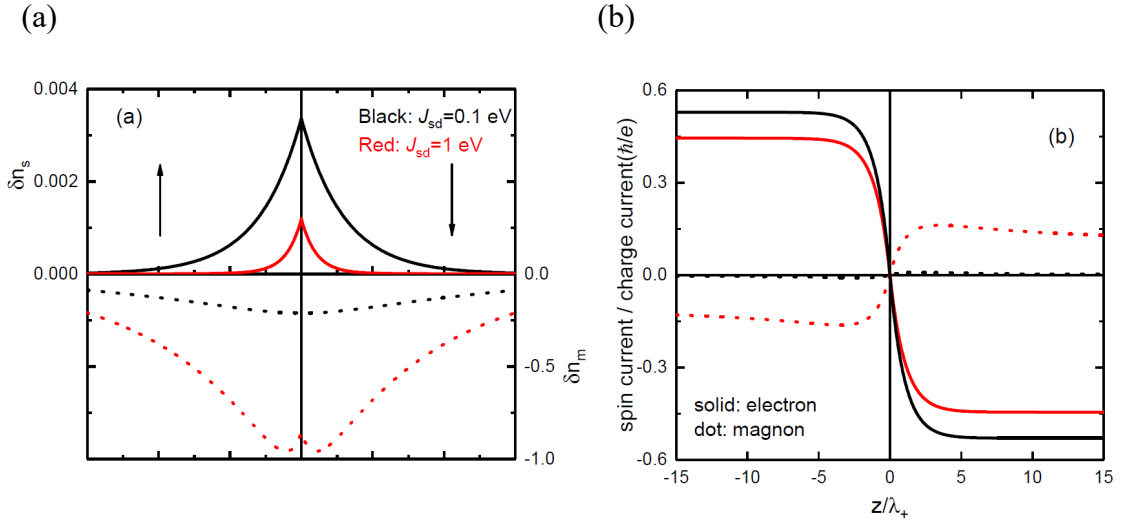 (a)
(b)
0.004
0.002
0.000
δnₛ
(a)
Black: J_sd=0.1 eV
Red: J_sd=1 eV
0.0
-0.5
-1.0
δnₘ
0.6
0.3
0.0
-0.3
-0.6
spin current / charge current(ℏ/e)
(b)
solid: electron
dot: magnon
-15 -10 -5 0 5 10 15
z/λ₊